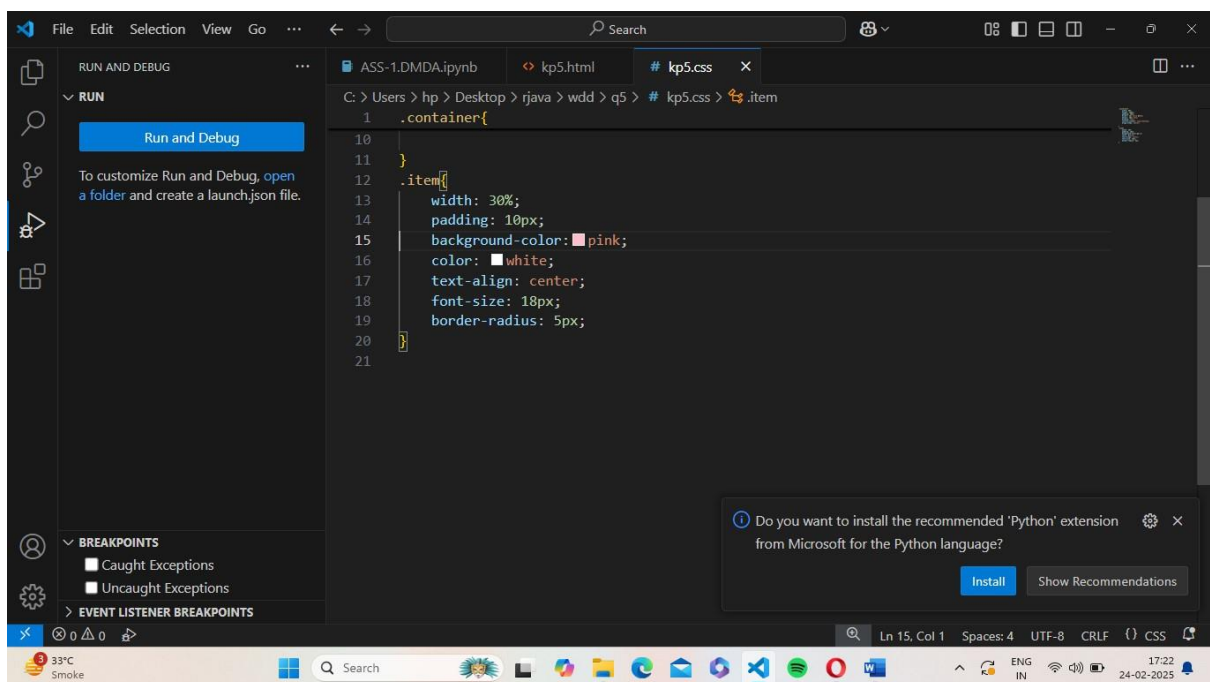 File Edit Selection View Go ··· Search
RUN AND DEBUG ···
RUN
Run and Debug
To customize Run and Debug, open
a folder and create a launch.json file.
ASS-1.DMDA.ipynb <> kp5.html # kp5.css
C: > Users > hp > Desktop > rjava > wdd > q5 > # kp5.css > .item
1 .container{
10
11 }
12 .item{
13 width: 30%;
14 padding: 10px;
15 background-color: pink;
16 color: white;
17 text-align: center;
18 font-size: 18px;
19 border-radius: 5px;
20 }
21
Do you want to install the recommended 'Python' extension
from Microsoft for the Python language?
Install Show Recommendations
BREAKPOINTS
Caught Exceptions
Uncaught Exceptions
EVENT LISTENER BREAKPOINTS
0 0 Ln 15, Col 1 Spaces: 4 UTF-8 CRLF {} CSS
3 33°C
Smoke
Search
ENG
IN
17:22
24-02-2025